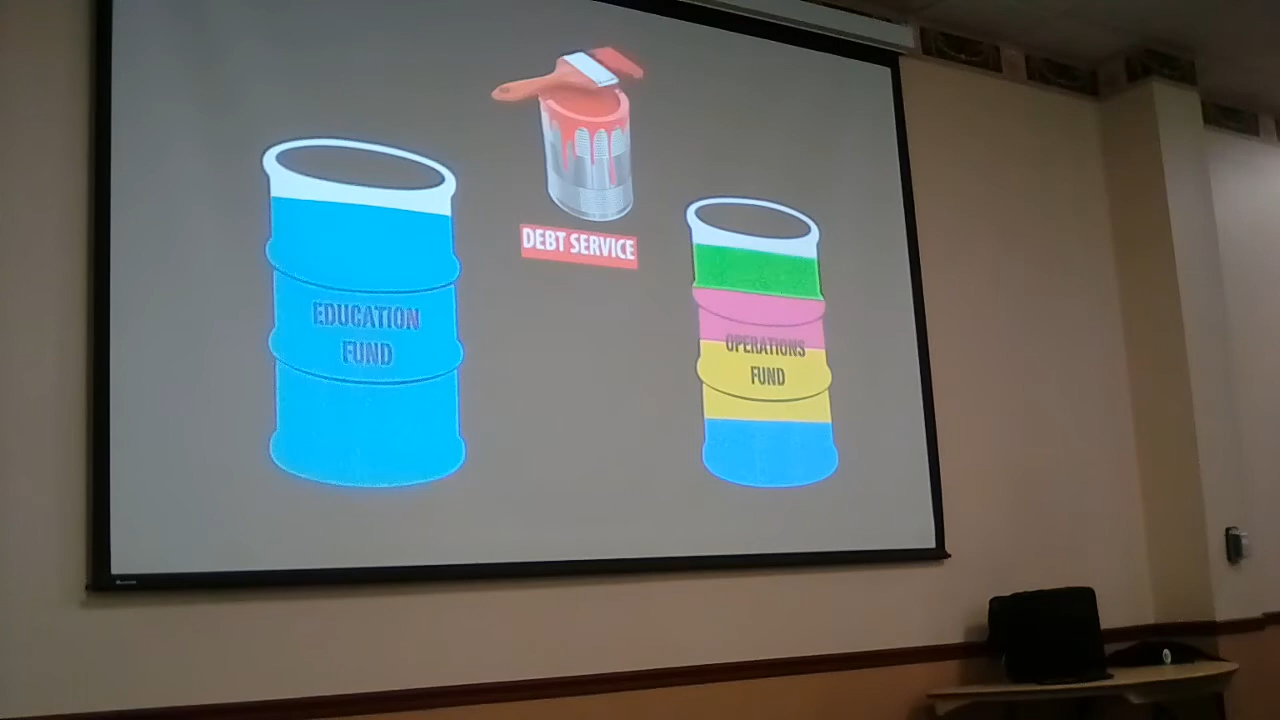 DEBT SERVICE
EDUCATION
FUND
OPERATIONS
FUND